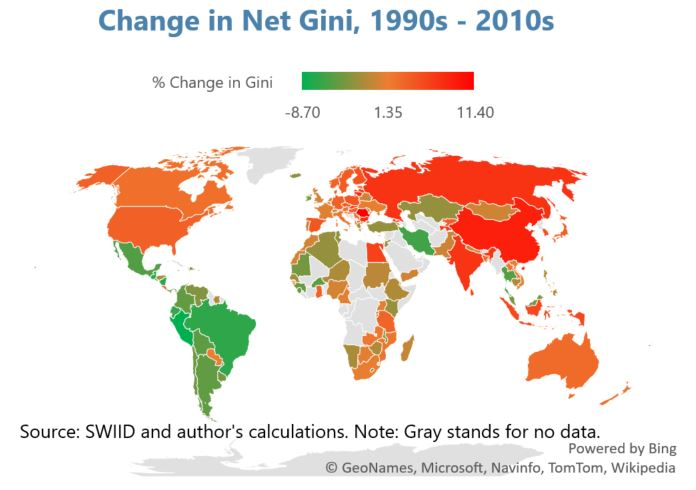 Change in Net Gini, 1990s - 2010s
% Change in Gini
-8.70 1.35 11.40
Source: SWIID and author's calculations. Note: Gray stands for no data.
Powered by Bing
© GeoNames, Microsoft, Navinfo, TomTom, Wikipedia